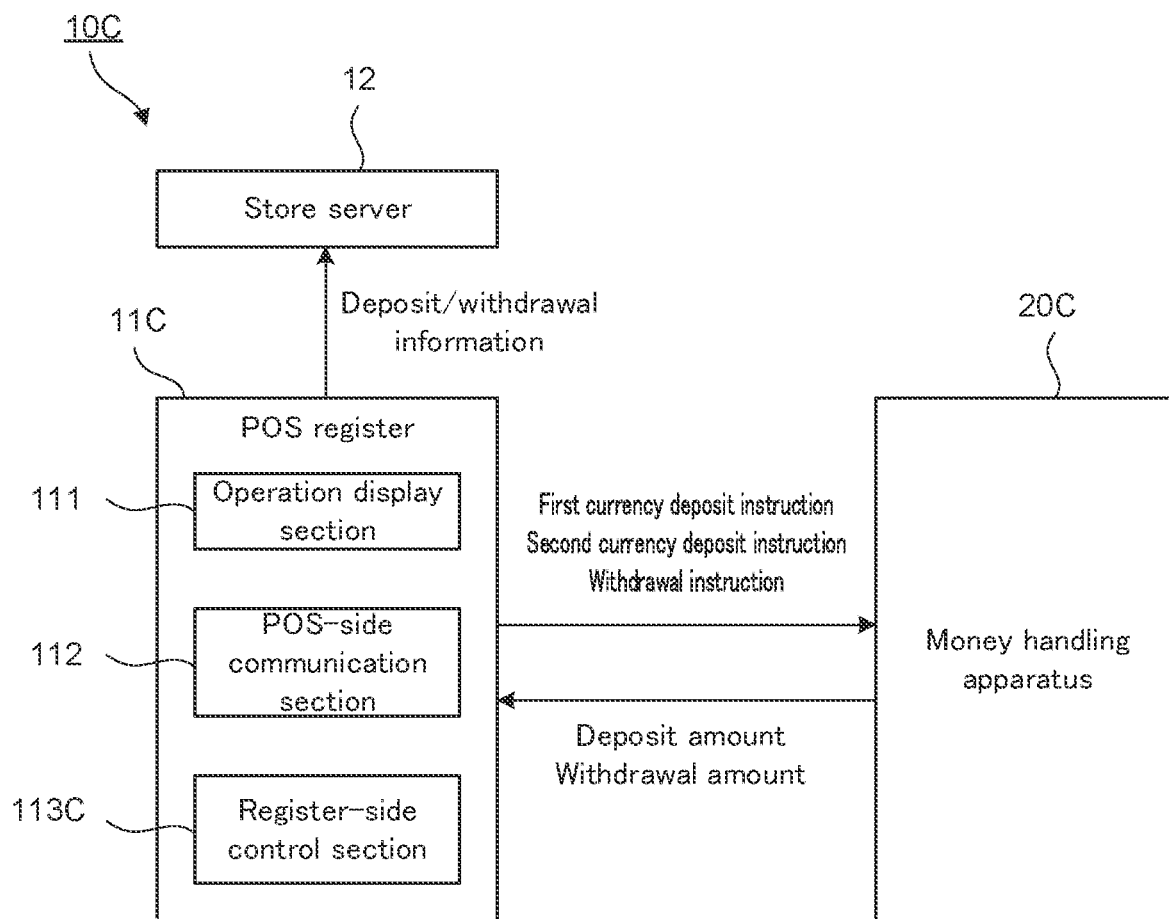 10C
12
Store server
Deposit/withdrawal
information
11C
20C
POS register
111
Operation display
section
First currency deposit instruction
Second currency deposit instruction
Withdrawal instruction
112
POS-side
communication
section
Money handling
apparatus
Deposit amount
Withdrawal amount
113C
Register-side
control section